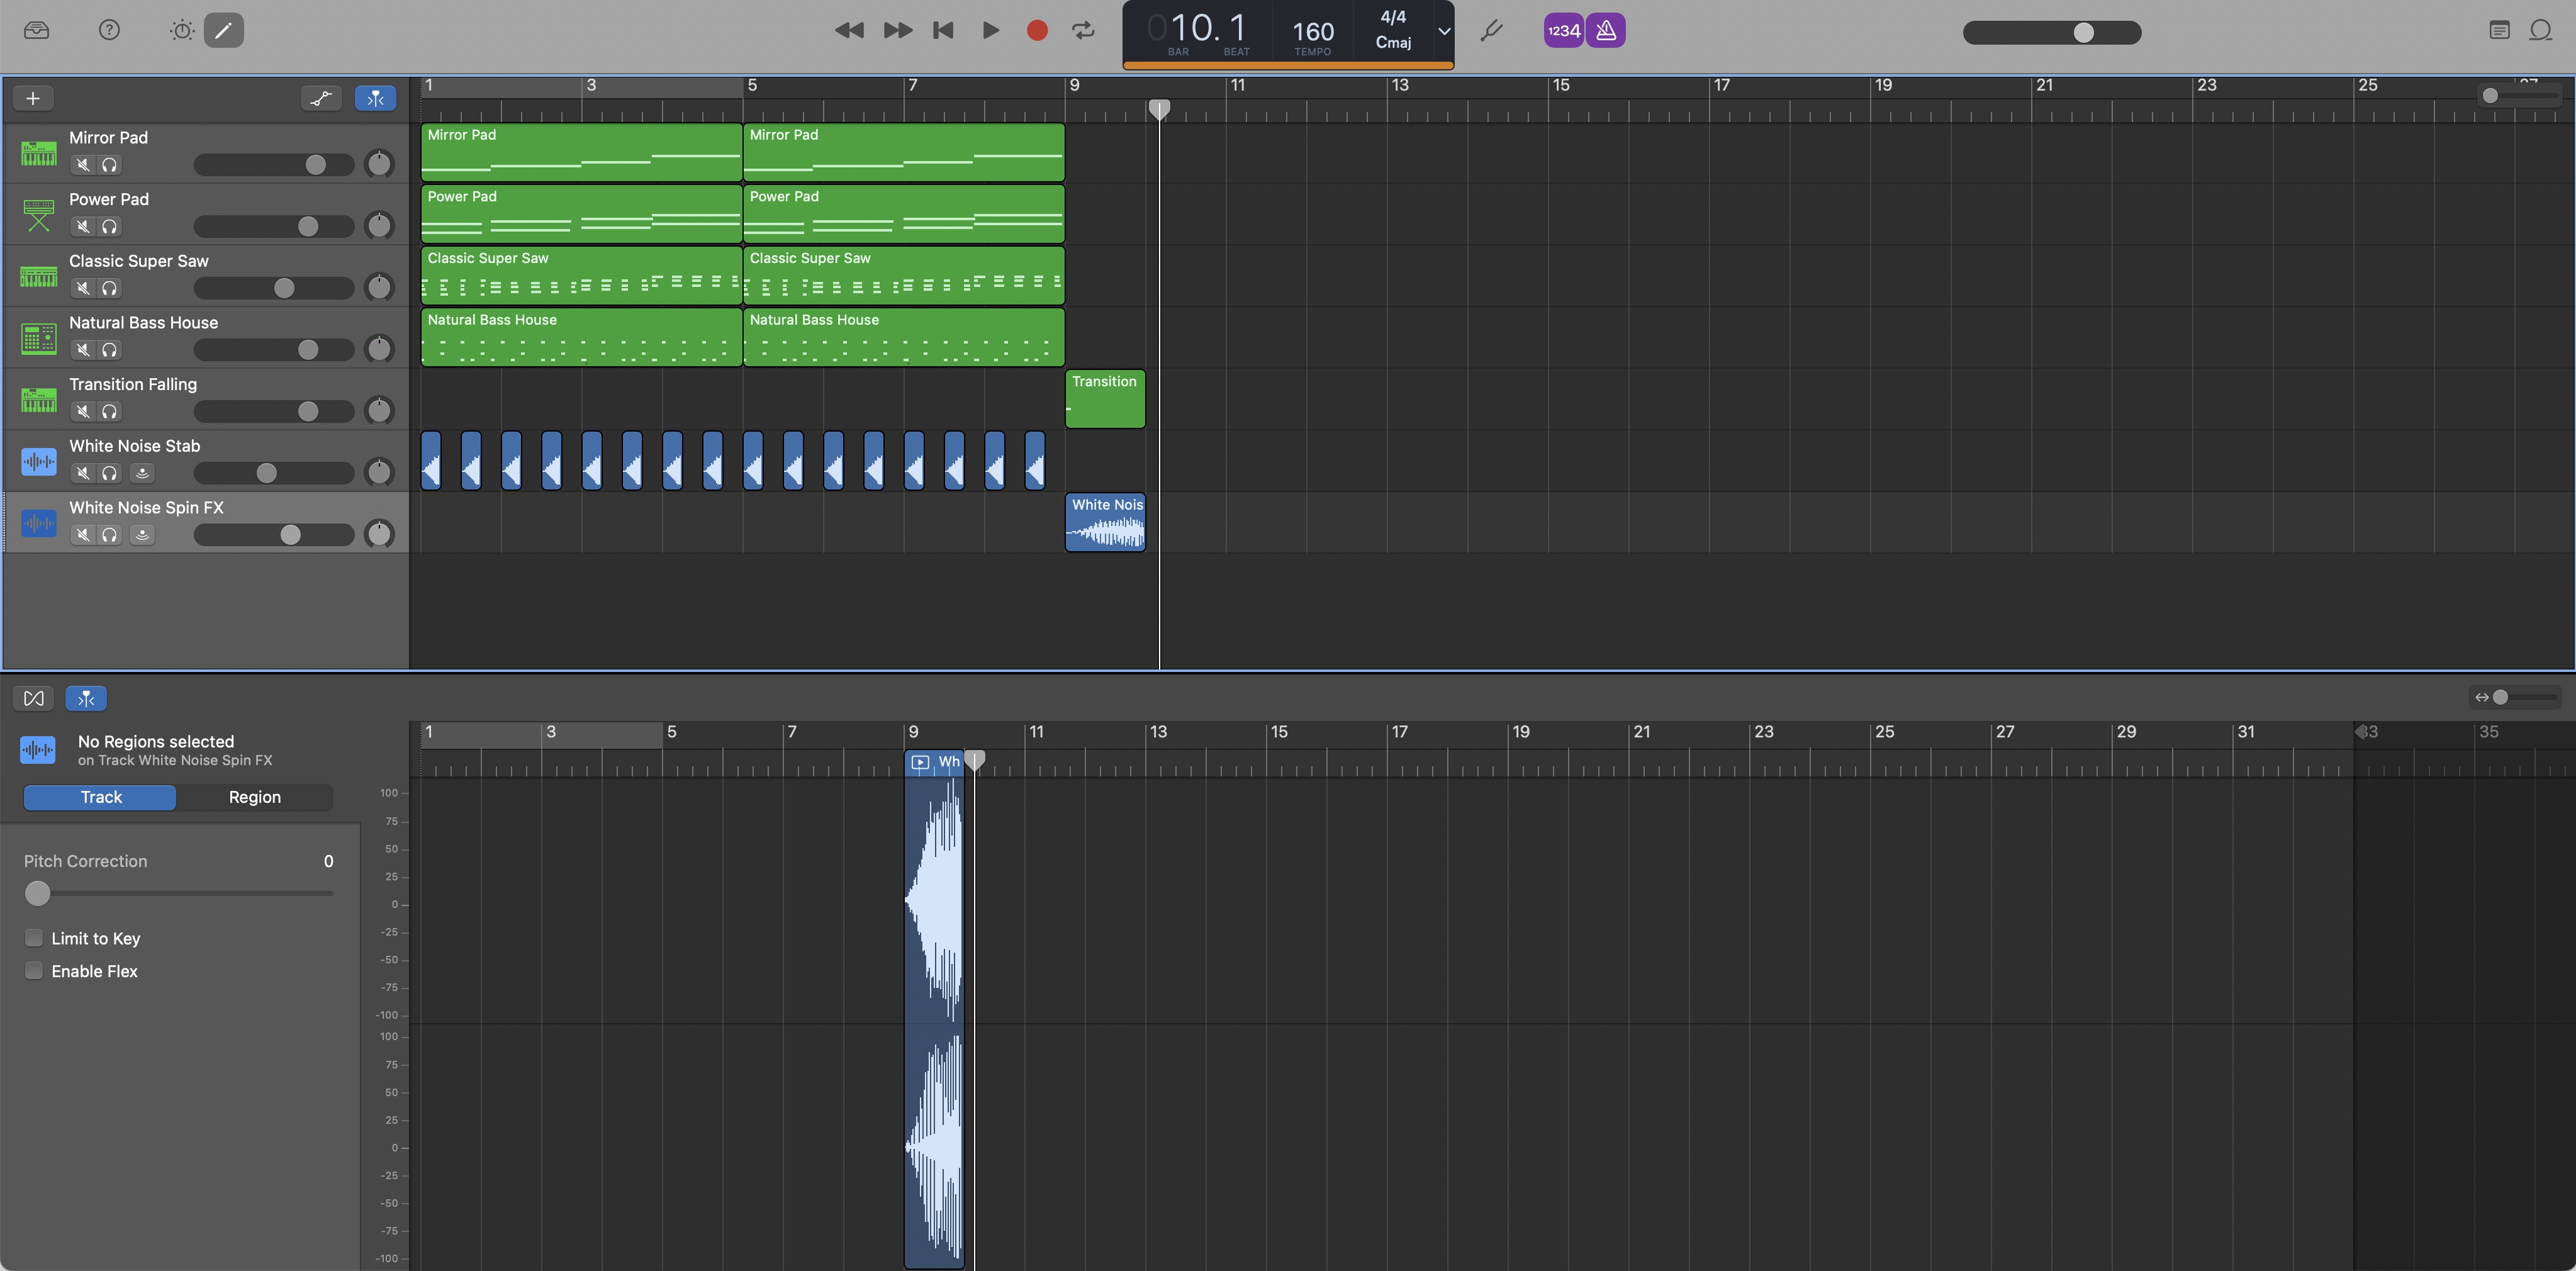 010.1
BAR
BEAT
160
TEMPO
4/4
Cmaj
1234
1 3 5 7 9 11 13 15 17 19 21 23 25
Mirror Pad
Mirror Pad Mirror Pad
Power Pad
Power Pad Power Pad
Classic Super Saw
Classic Super Saw Classic Super Saw
Natural Bass House
Natural Bass House Natural Bass House
Transition Falling
Transition
White Noise Stab
White Noise Spin FX
White Nois
1 3 5 7 9 11 13 15 17 19 21 23 25 27 29 31 33 35
No Regions selected
on Track White Noise Spin FX
Wh
Track Region
Pitch Correction 0
Limit to Key
Enable Flex
100
75
50
25
0
-25
-50
-75
-100
100
75
50
25
0
-25
-50
-75
-100